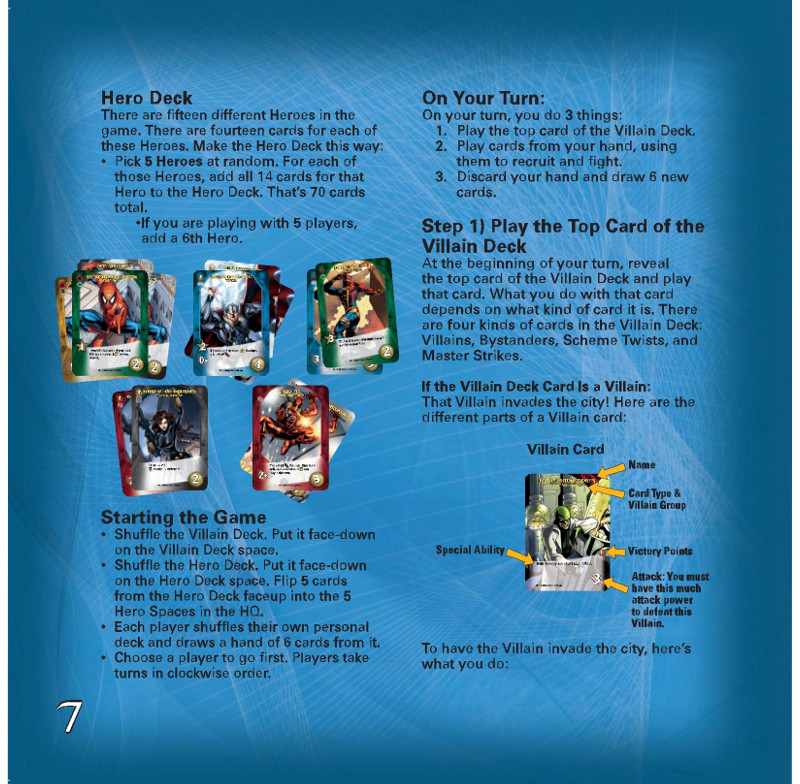 Hero Deck
There are fifteen different Heroes in the
game. There are fourteen cards for each of
these Heroes. Make the Hero Deck this way:
• Pick 5 Heroes at random. For each of
those Heroes, add all 14 cards for that
Hero to the Hero Deck. That's 70 cards
total.
•If you are playing with 5 players,
add a 6th Hero.
Starting the Game
• Shuffle the Villain Deck. Put it face-down
on the Villain Deck space.
• Shuffle the Hero Deck. Put it face-down
on the Hero Deck space. Flip 5 cards
from the Hero Deck faceup into the 5
Hero Spaces in the HQ.
• Each player shuffles their own personal
deck and draws a hand of 6 cards from it.
• Choose a player to go first. Players take
turns in clockwise order.
7
On Your Turn:
On your turn, you do 3 things:
1. Play the top card of the Villain Deck.
2. Play cards from your hand, using
them to recruit and fight.
3. Discard your hand and draw 6 new
cards.
Step 1) Play the Top Card of the
Villain Deck
At the beginning of your turn, reveal
the top card of the Villain Deck and play
that card. What you do with that card
depends on what kind of card it is. There
are four kinds of cards in the Villain Deck:
Villains, Bystanders, Scheme Twists, and
Master Strikes.
If the Villain Deck Card Is a Villain:
That Villain invades the city! Here are the
different parts of a Villain card:
Villain Card
Name
Card Type &
Villain Group
Special Ability
Victory Points
Attack: You must
have this much
attack power
to defeat this
Villain.
To have the Villain invade the city, here's
what you do: